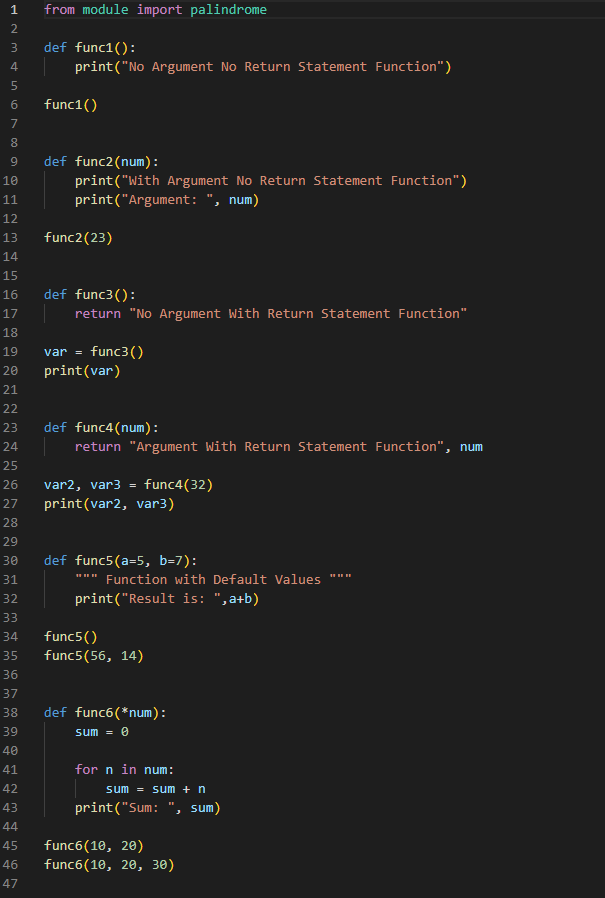 1 from module import palindrome
2
3 def func1():
4     print("No Argument No Return Statement Function")
5
6 func1()
7
8
9 def func2(num):
10     print("With Argument No Return Statement Function")
11     print("Argument: ", num)
12
13 func2(23)
14
15
16 def func3():
17     return "No Argument With Return Statement Function"
18
19 var = func3()
20 print(var)
21
22
23 def func4(num):
24     return "Argument With Return Statement Function", num
25
26 var2, var3 = func4(32)
27 print(var2, var3)
28
29
30 def func5(a=5, b=7):
31     """ Function with Default Values """
32     print("Result is: ",a+b)
33
34 func5()
35 func5(56, 14)
36
37
38 def func6(*num):
39     sum = 0
40
41     for n in num:
42         sum = sum + n
43     print("Sum: ", sum)
44
45 func6(10, 20)
46 func6(10, 20, 30)
47